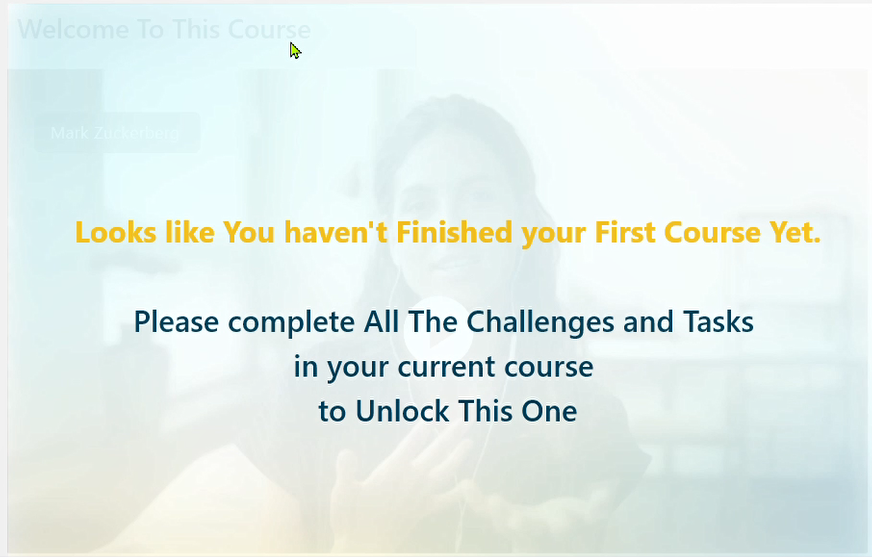 Welcome To This Course
Mark Zuckerberg
Looks like You haven't Finished your First Course Yet.
Please complete All The Challenges and Tasks
in your current course
to Unlock This One